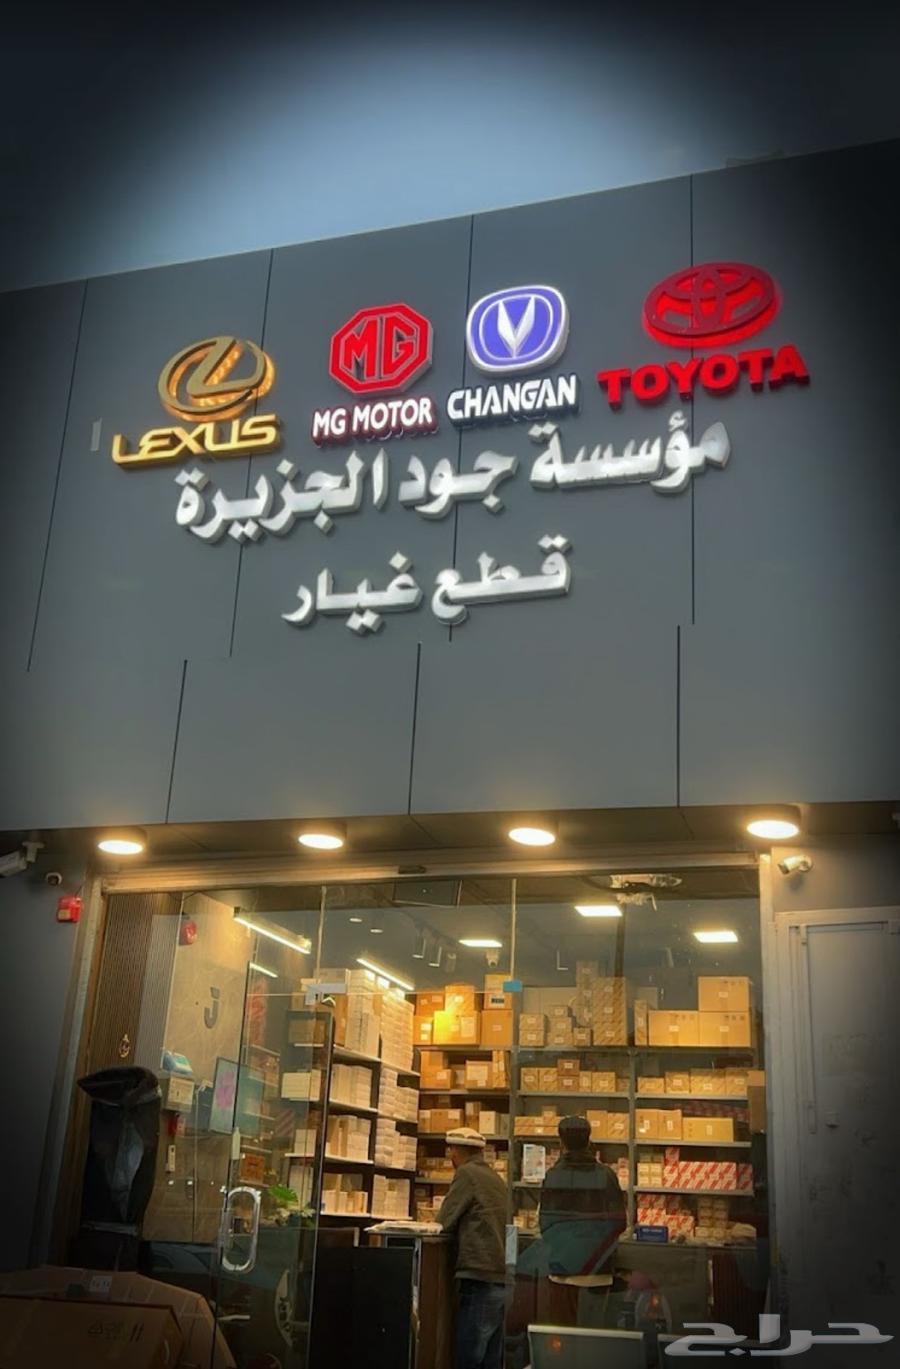 TOYOTA
CHANGAN
MG
MG MOTOR
LEXUS
مؤسسة جود الجزيرة
قطع غيار
حراج